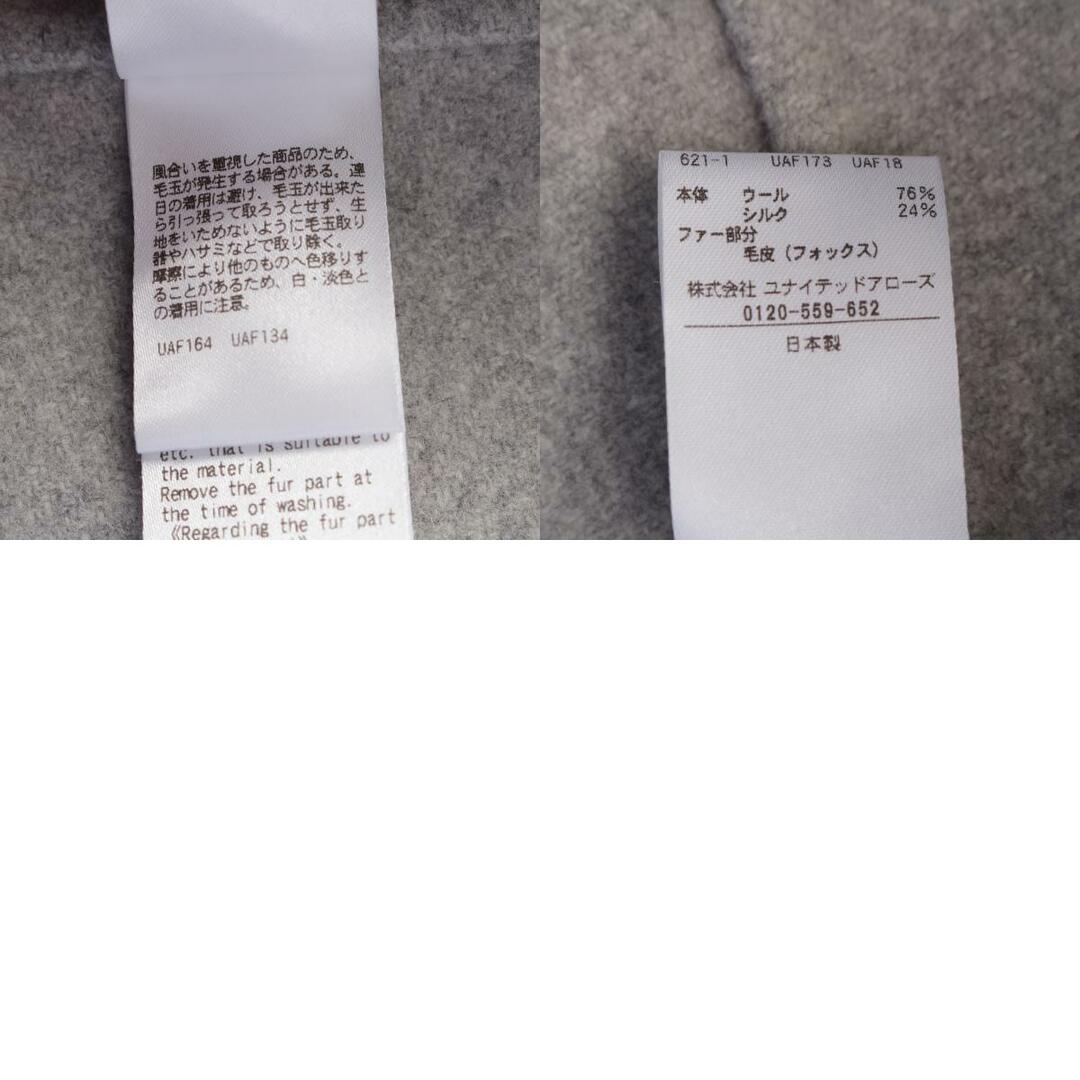 風合いを重視した商品のため、
毛玉が発生する場合がある。連
日の着用は避け、毛玉が出来た
ら引っ張って取ろうとせず、生
地をいためないように毛玉取り
器やハサミなどで取り除く。
摩擦により他のものへ色移りす
ることがあるため、白・淡色と
の着用に注意。
UAF164 UAF134
etc. that is suitable to
the material.
Remove the fur part at
the time of washing.
《Regarding the fur part
621-1 UAF173 UAF18
本体 ウール 76%
シルク 24%
ファー部分
毛皮（フォックス）
株式会社 ユナイテッドアローズ
0120-559-652
日本製